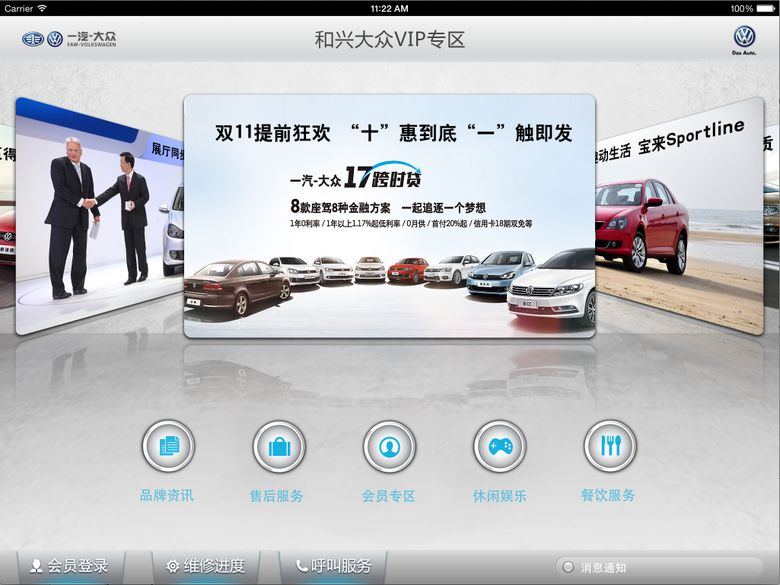 Carrier
11:22 AM
100%
一汽-大众
FAW-VOLKSWAGEN
和兴大众VIP专区
Das Auto.
展厅同
双11提前狂欢 “十”惠到底“一”触即发
一汽-大众 17跨时贷
8款座驾8种金融方案 一起追逐一个梦想
1年0利率 / 1年以上1.17%起低利率 / 0月供 / 首付20%起 / 信用卡18期双免等
动生活 宝来Sportline
质
得
品牌资讯
售后服务
会员专区
休闲娱乐
餐饮服务
会员登录
维修进度
呼叫服务
消息通知